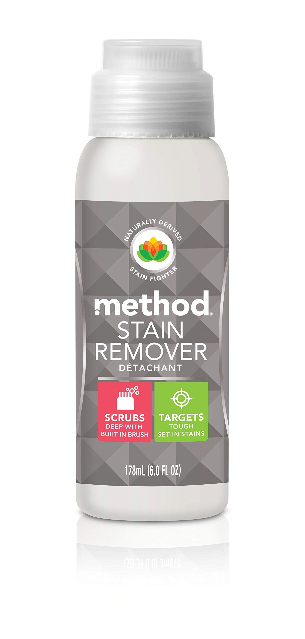 NATURALLY DERIVED
STAIN FIGHTER
method.
STAIN
REMOVER
DÉTACHANT
SCRUBS
DEEP WITH
BUILT IN BRUSH
TARGETS
TOUGH
SET IN STAINS
178mL (6.0 FL OZ)